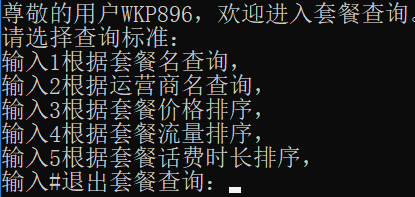 尊敬的用户WKP896，欢迎进入套餐查询。
请选择查询标准：
输入1根据套餐名查询，
输入2根据运营商名查询，
输入3根据套餐价格排序，
输入4根据套餐流量排序，
输入5根据套餐话费时长排序，
输入#退出套餐查询：